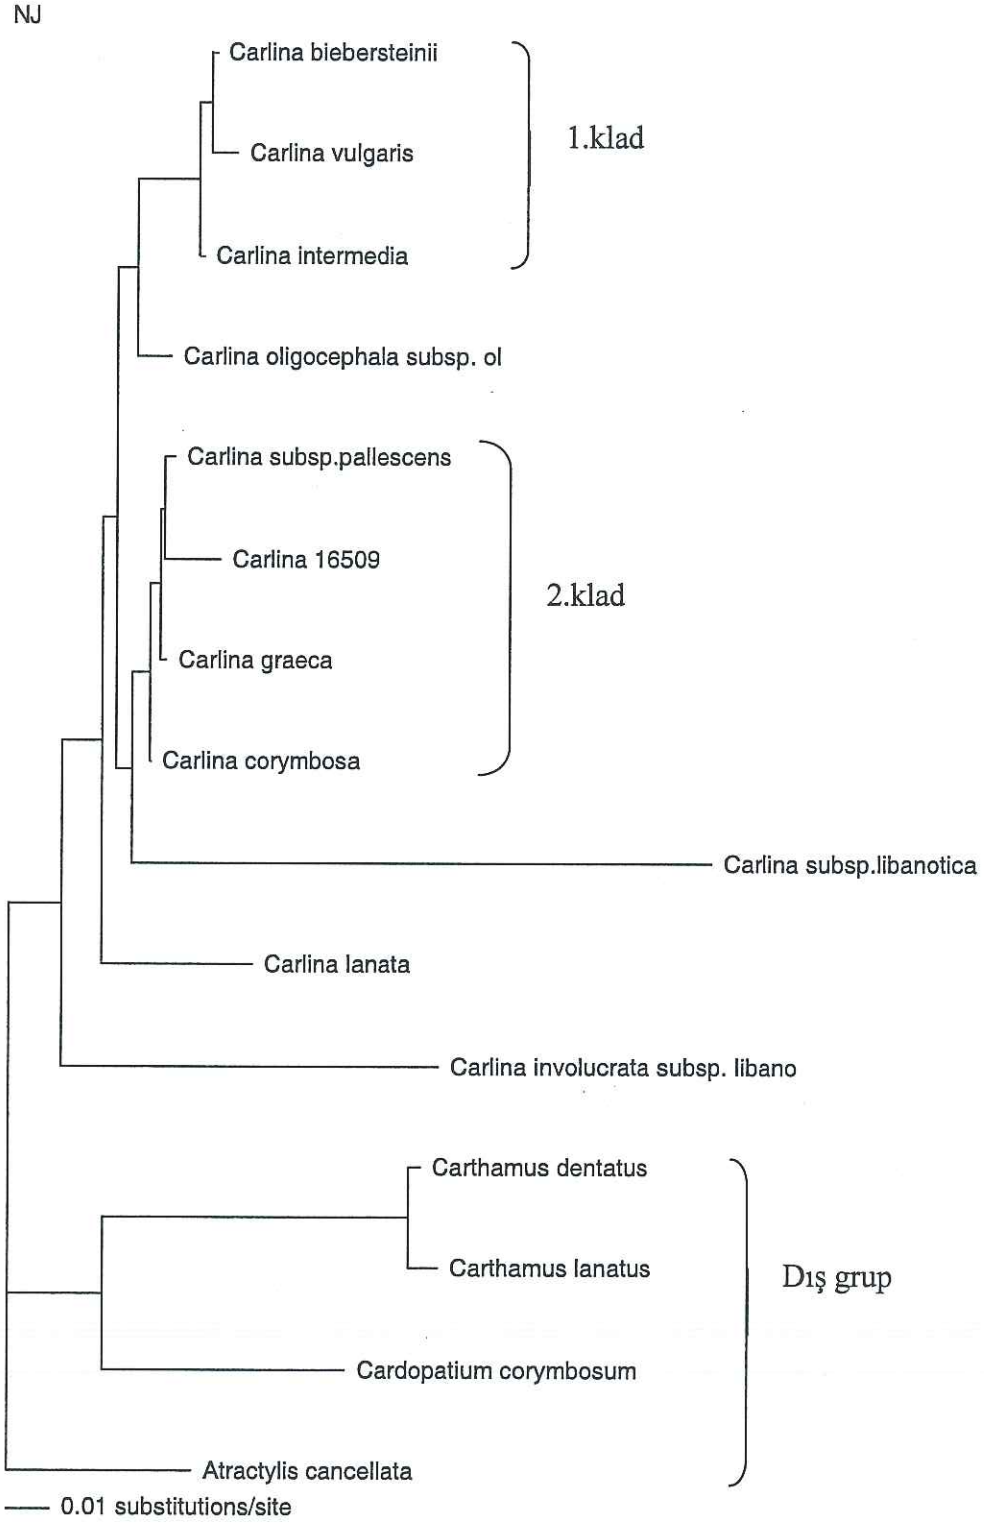 NJ
Carlina biebersteinii
1.klad
Carlina vulgaris
Carlina intermedia
Carlina oligocephala subsp. ol
Carlina subsp.pallescens
Carlina 16509
2.klad
Carlina graeca
Carlina corymbosa
Carlina subsp.libanotica
Carlina lanata
Carlina involucrata subsp. libano
Carthamus dentatus
Carthamus lanatus
Dış grup
Cardopatium corymbosum
Atractylis cancellata
0.01 substitutions/site